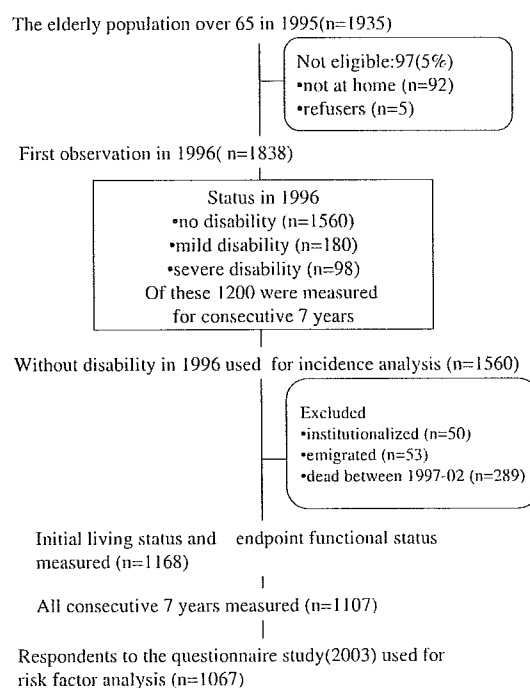 The elderly population over 65 in 1995(n=1935)
Not eligible:97(5%)
•not at home (n=92)
•refusers (n=5)
First observation in 1996( n=1838)
Status in 1996
•no disability (n=1560)
•mild disability (n=180)
•severe disability (n=98)
Of these 1200 were measured
for consecutive 7 years
Without disability in 1996 used for incidence analysis (n=1560)
Excluded
•institutionalized (n=50)
•emigrated (n=53)
•dead between 1997-02 (n=289)
Initial living status and endpoint functional status
measured (n=1168)
All consecutive 7 years measured (n=1107)
Respondents to the questionnaire study(2003) used for
risk factor analysis (n=1067)